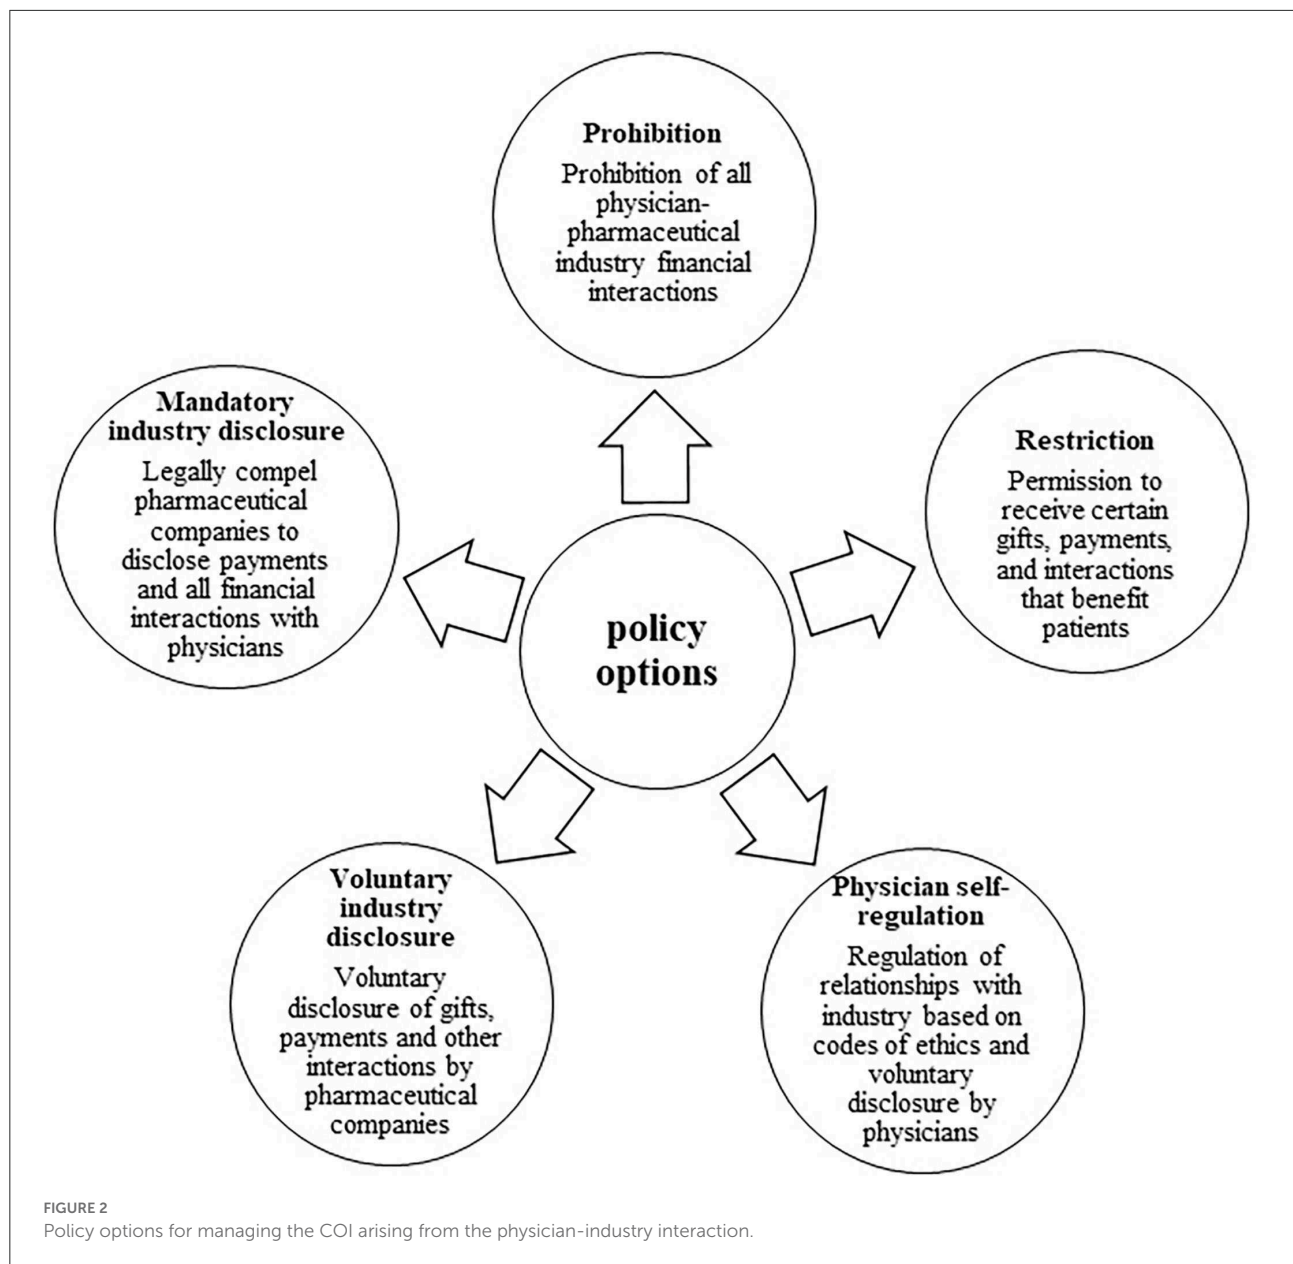 Prohibition
Prohibition of all
physician-
pharmaceutical
industry financial
interactions
Mandatory
industry disclosure
Legally compel
pharmaceutical
companies to
disclose payments
and all financial
interactions with
physicians
Restriction
Permission to
receive certain
gifts, payments,
and interactions
that benefit
patients
policy
options
Voluntary
industry
disclosure
Voluntary
disclosure of gifts,
payments and other
interactions by
pharmaceutical
companies
Physician self-
regulation
Regulation of
relationships with
industry based on
codes of ethics and
voluntary
disclosure by
physicians
FIGURE 2
Policy options for managing the COI arising from the physician-industry interaction.